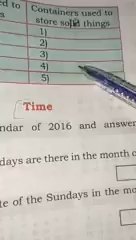 ed to
s
Containers used to
store solid things
1)
2)
3)
4)
5)
Time
ndar of 2016 and answer
days are there in the month o
te of the Sundays in the mo